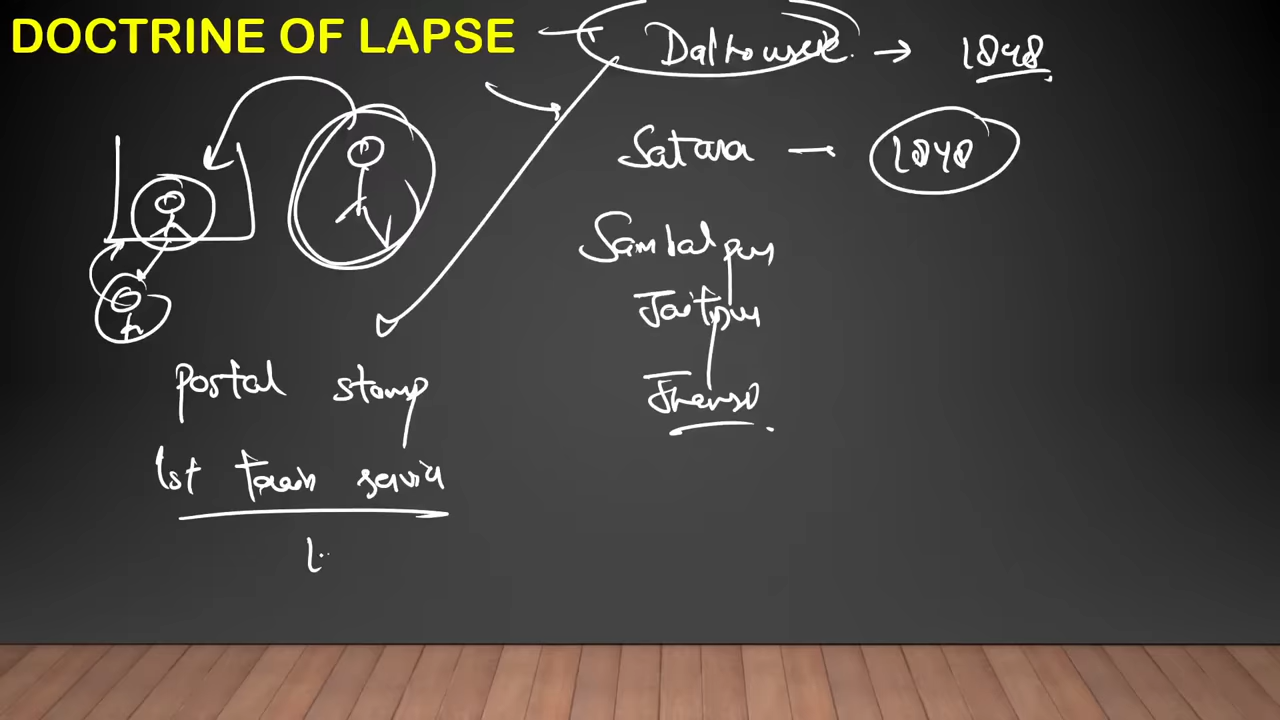 DOCTRINE OF LAPSE
Dalhousie → 1848
Satara — 1848
Sambalpur
Jaitpur
Jhansi
Postal stamp
1st train service